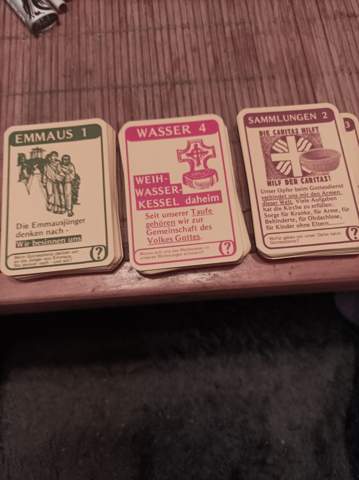 EMMAUS 1
Die Emmausjünger
denken nach -
Wir besinnen uns
?
WASSER 4
WEIH-
WASSER-
KESSEL daheim
Seit unserer Taufe
gehören wir zur
Gemeinschaft des
Volkes Gottes.
?
SAMMLUNGEN 2
DIE CARITAS HILFT
HILF DER CARITAS!
Unser Opfer beim Gottesdienst
verbindet uns mit den Armen
dieser Welt. Viele Aufgaben
hat die Kirche zu erfüllen:
Sorge für Kranke, für Arme, für
Behinderte, für Obdachlose,
für Kinder ohne Eltern.
?